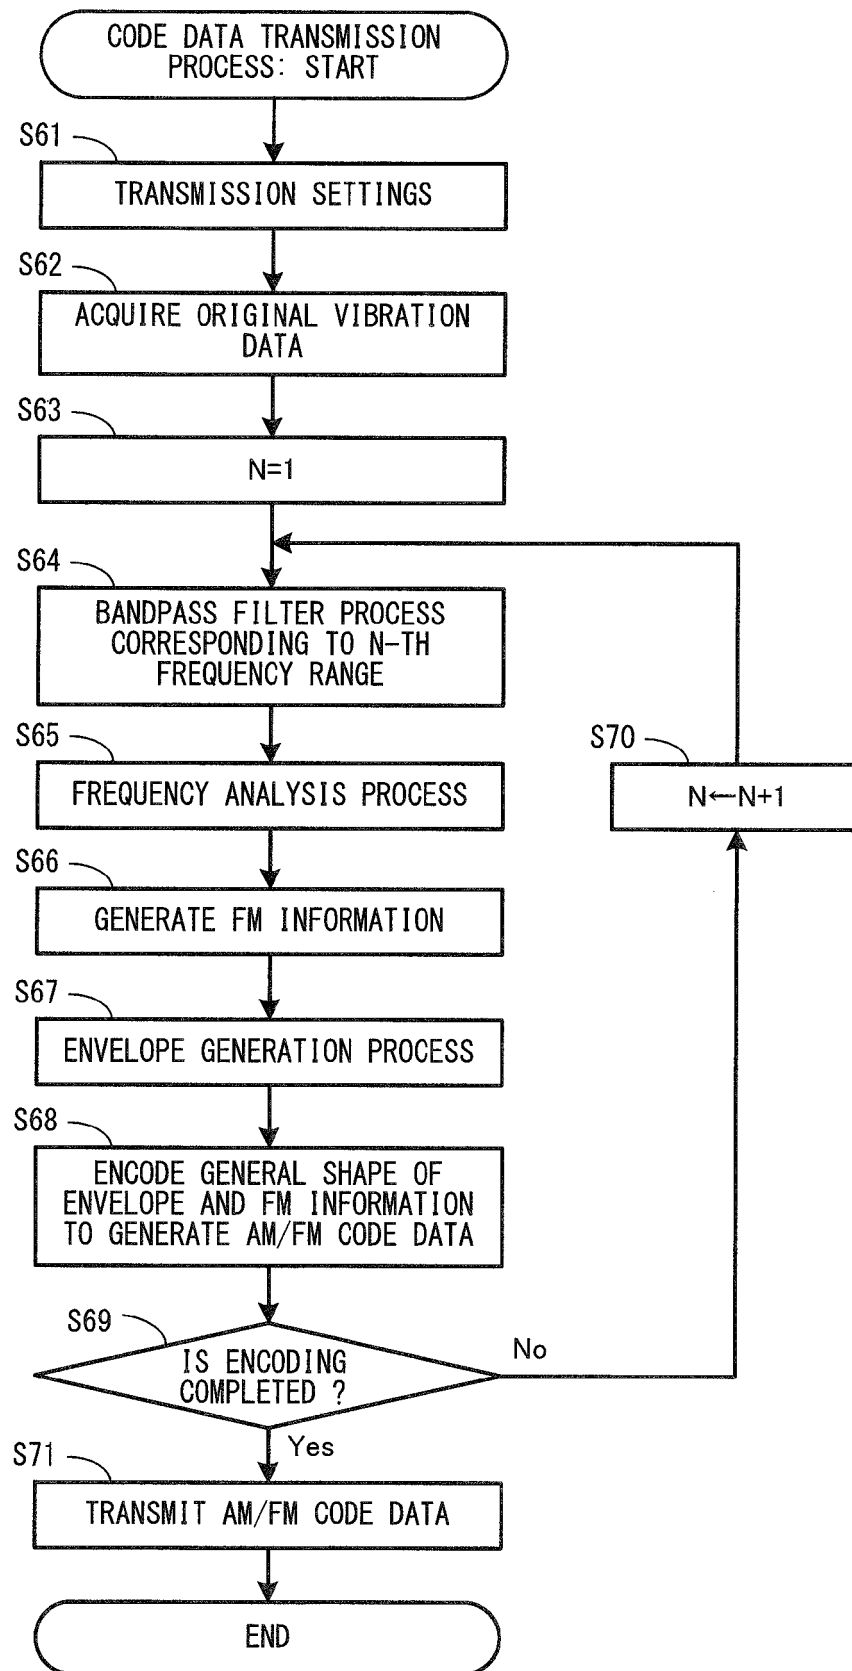 CODE DATA TRANSMISSION
PROCESS: START
S61
TRANSMISSION SETTINGS
S62
ACQUIRE ORIGINAL VIBRATION
DATA
S63
N=1
S64
BANDPASS FILTER PROCESS
CORRESPONDING TO N-TH
FREQUENCY RANGE
S65
FREQUENCY ANALYSIS PROCESS
S70
N←N+1
S66
GENERATE FM INFORMATION
S67
ENVELOPE GENERATION PROCESS
S68
ENCODE GENERAL SHAPE OF
ENVELOPE AND FM INFORMATION
TO GENERATE AM/FM CODE DATA
S69
IS ENCODING
COMPLETED ?
No
Yes
S71
TRANSMIT AM/FM CODE DATA
END